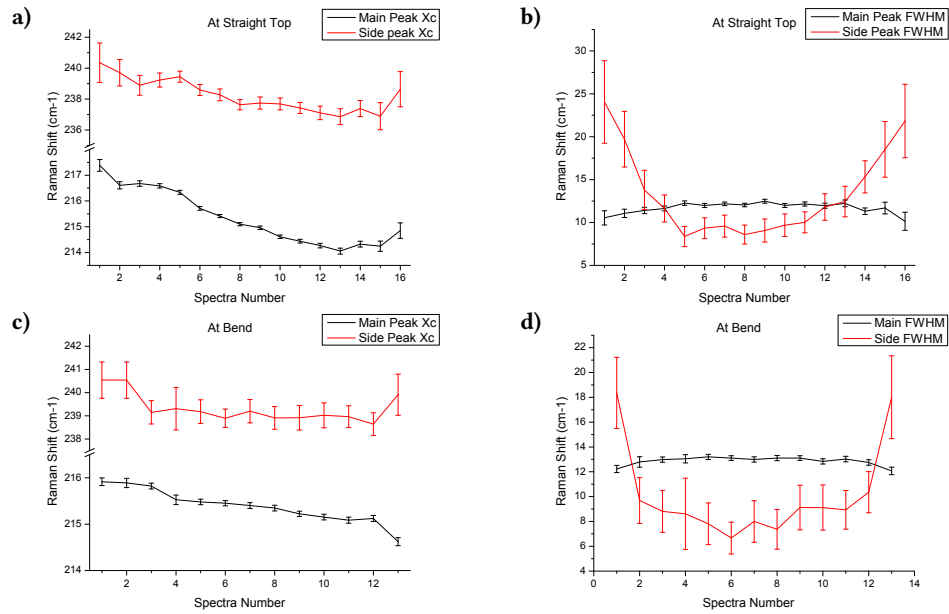 a)
At Straight Top
Main Peak Xc
Side peak Xc
Raman Shift (cm-1)
242
240
238
236
217
216
215
214
2 4 6 8 10 12 14 16
Spectra Number
b)
At Straight Top
Main Peak FWHM
Side Peak FWHM
Raman Shift (cm-1)
30
25
20
15
10
5
2 4 6 8 10 12 14 16
Spectra Number
c)
At Bend
Main Peak Xc
Side Peak Xc
Raman Shift (cm-1)
242
241
240
239
238
216
215
214
2 4 6 8 10 12
Spectra Number
d)
At Bend
Main FWHM
Side FWHM
Raman Shift (cm-1)
22
20
18
16
14
12
10
8
6
4
0 2 4 6 8 10 12 14
Spectra Number